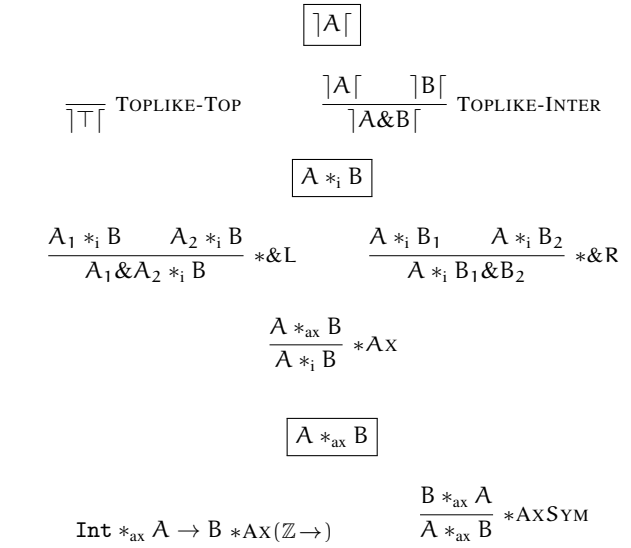 ⌉A⌈
⌉⊤⌈ TOPLIKE-TOP
⌉A⌈ ⌉B⌈
⌉A&B⌈ TOPLIKE-INTER
A ∗i B
A₁ ∗i B A₂ ∗i B
A₁&A₂ ∗i B ∗&L
A ∗i B₁ A ∗i B₂
A ∗i B₁&B₂ ∗&R
A ∗ax B
A ∗i B ∗AX
A ∗ax B
Int ∗ax A → B ∗AX(ℤ→)
B ∗ax A
A ∗ax B ∗AXSYM